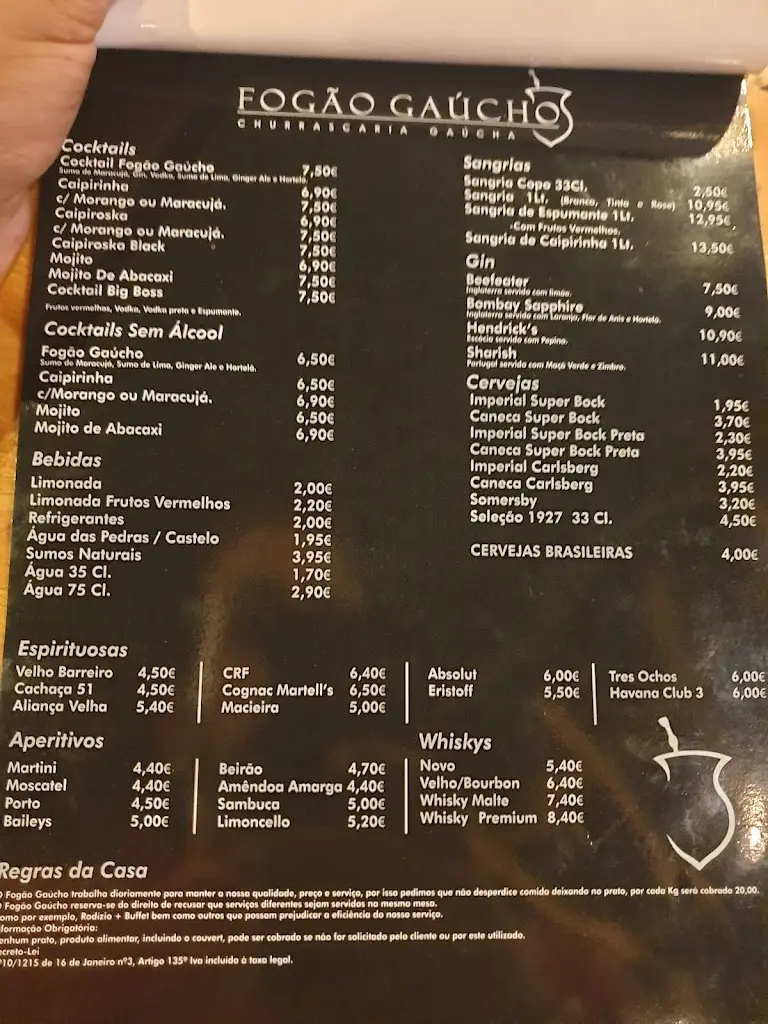 FOGÃO GAÚCHO
CHURRASCARIA GAÚCHA
Cocktails
Cocktail Fogão Gaúcho 7,50€
Sumo de Maracujá, Gin, Vodka, Sumo de Lima, Ginger Ale e Hortelã.
Caipirinha 6,90€
c/ Morango ou Maracujá. 7,50€
Caipiroska 6,90€
c/ Morango ou Maracujá. 7,50€
Caipiroska Black 7,50€
Mojito 6,90€
Mojito De Abacaxi 7,50€
Cocktail Big Boss 7,50€
Frutos vermelhos, Vodka, Vodka preta e Espumante.
Cocktails Sem Álcool
Fogão Gaúcho 6,50€
Sumo de Maracujá, Sumo de Lima, Ginger Ale e Hortelã.
Caipirinha 6,50€
c/Morango ou Maracujá. 6,90€
Mojito 6,50€
Mojito de Abacaxi 6,90€
Bebidas
Limonada 2,00€
Limonada Frutos Vermelhos 2,20€
Refrigerantes 2,00€
Água das Pedras / Castelo 1,95€
Sumos Naturais 3,95€
Água 35 Cl. 1,70€
Água 75 Cl. 2,90€
Sangrias
Sangria Copo 33Cl. 2,50€
Sangria 1Lt. (Branca, Tinta e Rose) 10,95€
Sangria de Espumante 1Lt. 12,95€
-Com Frutos Vermelhos.
Sangria de Caipirinha 1Lt. 13,50€
Gin
Beefeater 7,50€
Inglaterra servido com limão.
Bombay Sapphire 9,00€
Inglaterra servido com Laranja, Flor de Anis e Hortelã.
Hendrick's 10,90€
Escócia servido com Pepino.
Sharish 11,00€
Portugal servido com Maçã Verde e Zimbro.
Cervejas
Imperial Super Bock 1,95€
Caneca Super Bock 3,70€
Imperial Super Bock Preta 2,30€
Caneca Super Bock Preta 3,95€
Imperial Carlsberg 2,20€
Caneca Carlsberg 3,95€
Somersby 3,20€
Seleção 1927 33 Cl. 4,50€
CERVEJAS BRASILEIRAS 4,00€
Espirituosas
Velho Barreiro 4,50€
Cachaça 51 4,50€
Aliança Velha 5,40€
CRF 6,40€
Cognac Martell's 6,50€
Macieira 5,00€
Absolut 6,00€
Eristoff 5,50€
Tres Ochos 6,00€
Havana Club 3 6,00€
Aperitivos
Martini 4,40€
Moscatel 4,40€
Porto 4,50€
Baileys 5,00€
Beirão 4,70€
Amêndoa Amarga 4,40€
Sambuca 5,00€
Limoncello 5,20€
Whiskys
Novo 5,40€
Velho/Bourbon 6,40€
Whisky Malte 7,40€
Whisky Premium 8,40€
Regras da Casa
O Fogão Gaúcho trabalha diariamente para manter a nossa qualidade, preço e serviço, por isso pedimos que não desperdice comida deixando no prato, por cada Kg será cobrado 20,00.
Fogão Gaúcho reserva-se do direito de recusar que serviços diferentes sejam servidos na mesma mesa.
omo por exemplo, Rodizio + Buffet bem como outros que possam prejudicar a eficiência do nosso serviço.
nformação Obrigatória:
enhum prato, produto alimentar, incluindo o couvert, pode ser cobrado se não for solicitado pelo cliente ou por este utilizado.
ecreto-Lei
º10/1215 de 16 de Janeiro nº3, Artigo 135º Iva incluido à taxa legal.